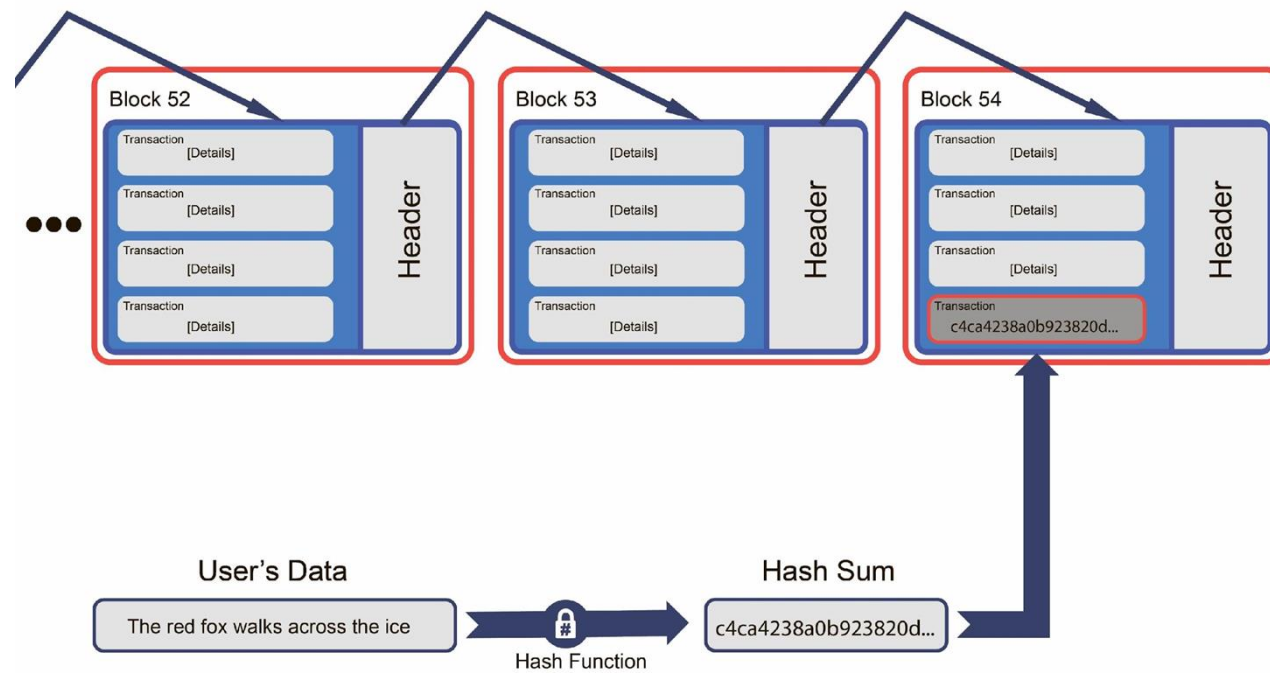 Block 52
Transaction
[Details]
Transaction
[Details]
Transaction
[Details]
Transaction
[Details]
Header
Block 53
Transaction
[Details]
Transaction
[Details]
Transaction
[Details]
Transaction
[Details]
Header
Block 54
Transaction
[Details]
Transaction
[Details]
Transaction
[Details]
Transaction
c4ca4238a0b923820d...
Header
User's Data
The red fox walks across the ice
#
Hash Function
Hash Sum
c4ca4238a0b923820d...